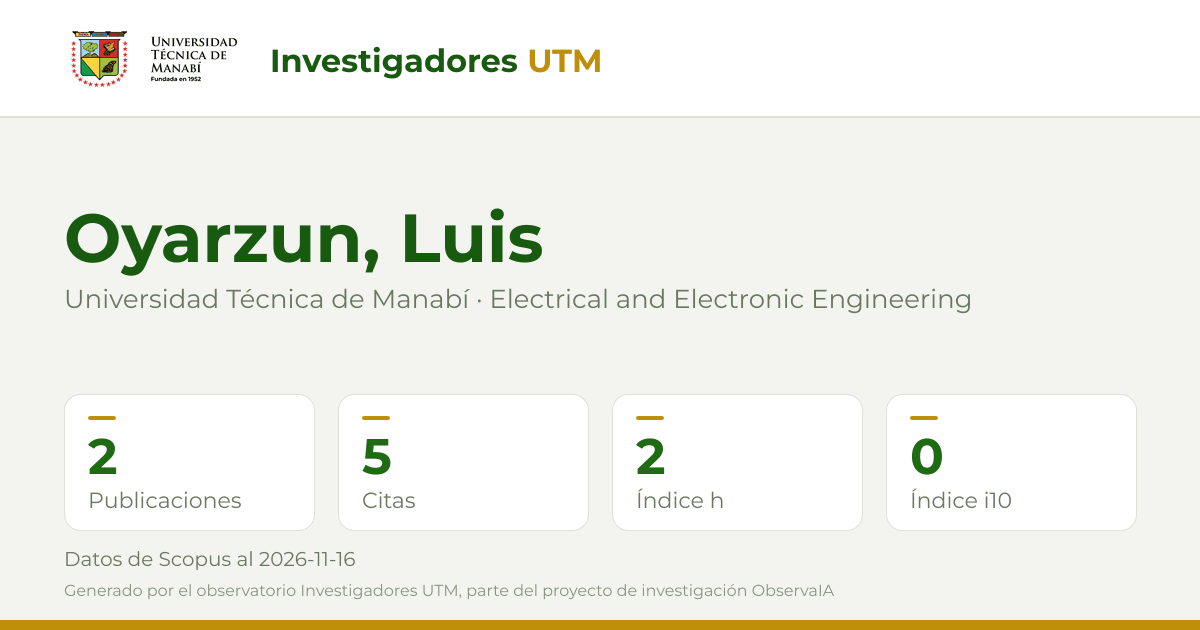 UNIVERSIDAD
TÉCNICA DE
MANABÍ
Fundada en 1952
Investigadores UTM
Oyarzun, Luis
Universidad Técnica de Manabí · Electrical and Electronic Engineering
2
Publicaciones
5
Citas
2
Índice h
0
Índice i10
Datos de Scopus al 2026-11-16
Generado por el observatorio Investigadores UTM, parte del proyecto de investigación ObservaIA